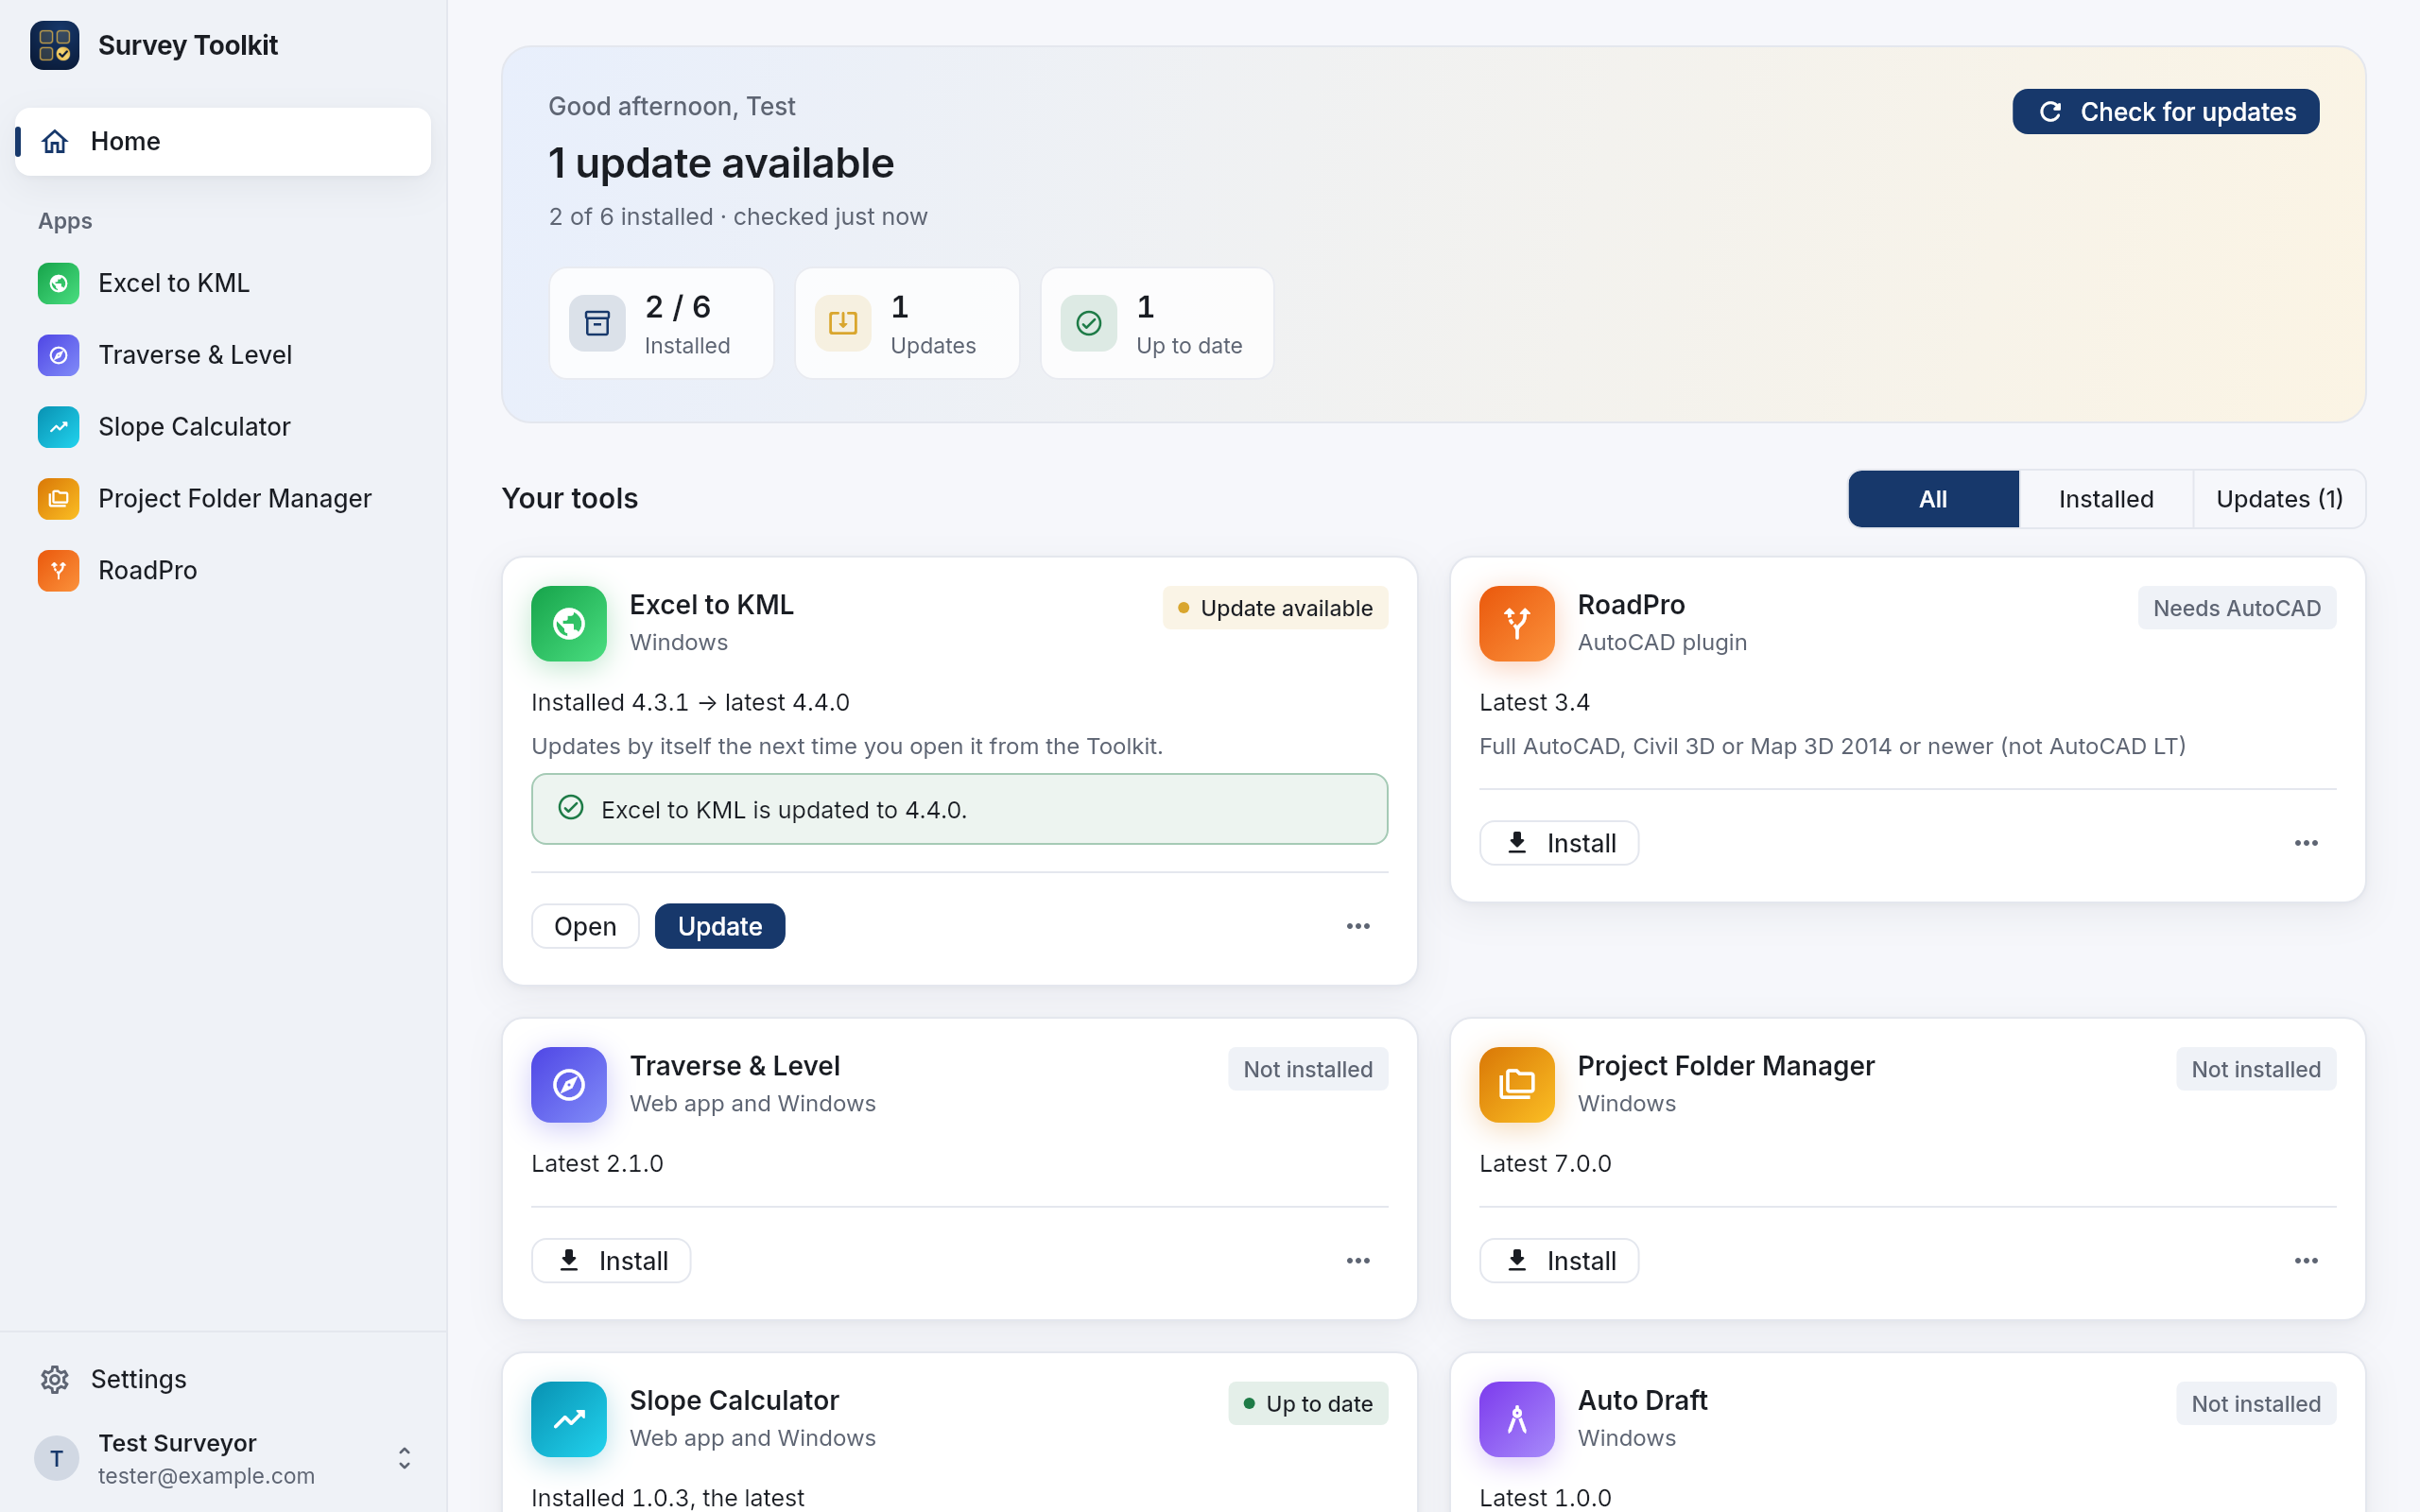 Survey Toolkit
Home
Apps
Excel to KML
Traverse & Level
Slope Calculator
Project Folder Manager
RoadPro
Settings
T
Test Surveyor
tester@example.com
Good afternoon, Test
1 update available
2 of 6 installed · checked just now
Check for updates
2 / 6
Installed
1
Updates
1
Up to date
Your tools
All
Installed
Updates (1)
Excel to KML
Windows
Update available
Installed 4.3.1 → latest 4.4.0
Updates by itself the next time you open it from the Toolkit.
Excel to KML is updated to 4.4.0.
Open
Update
RoadPro
AutoCAD plugin
Needs AutoCAD
Latest 3.4
Full AutoCAD, Civil 3D or Map 3D 2014 or newer (not AutoCAD LT)
Install
Traverse & Level
Web app and Windows
Not installed
Latest 2.1.0
Install
Project Folder Manager
Windows
Not installed
Latest 7.0.0
Install
Slope Calculator
Web app and Windows
Up to date
Installed 1.0.3, the latest
Auto Draft
Windows
Not installed
Latest 1.0.0